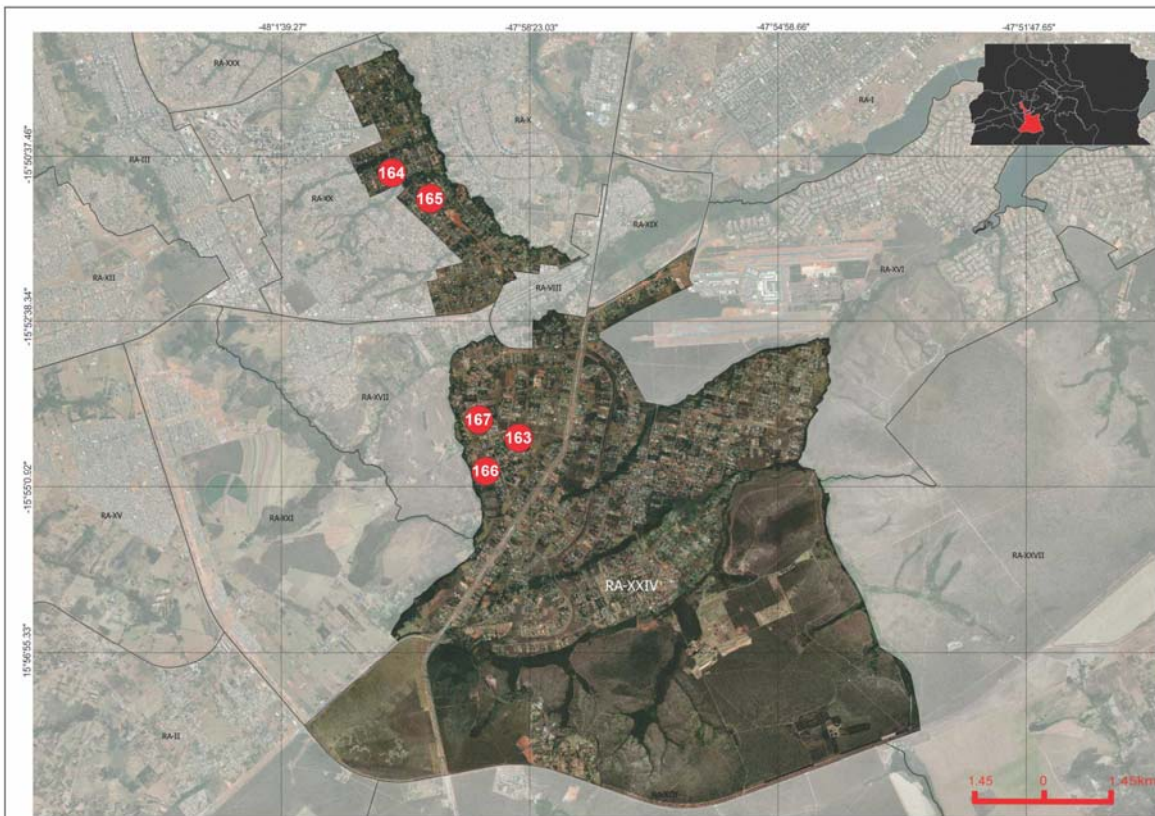 -48°1'39.27"
-47°58'23.03"
-47°54'58.66"
-47°51'47.65"
-15°50'37.46"
-15°52'38.34"
-15°55'0.92"
-15°56'55.33"
RA-XXX
RA-X
RA-I
RA-III
164
165
RA-XX
RA-XIX
RA-XII
RA-XVI
RA-VIII
RA-XVII
167
163
166
RA-XV
RA-XXI
RA-XXVII
RA-XXIV
RA-II
1.45 0 1.45km